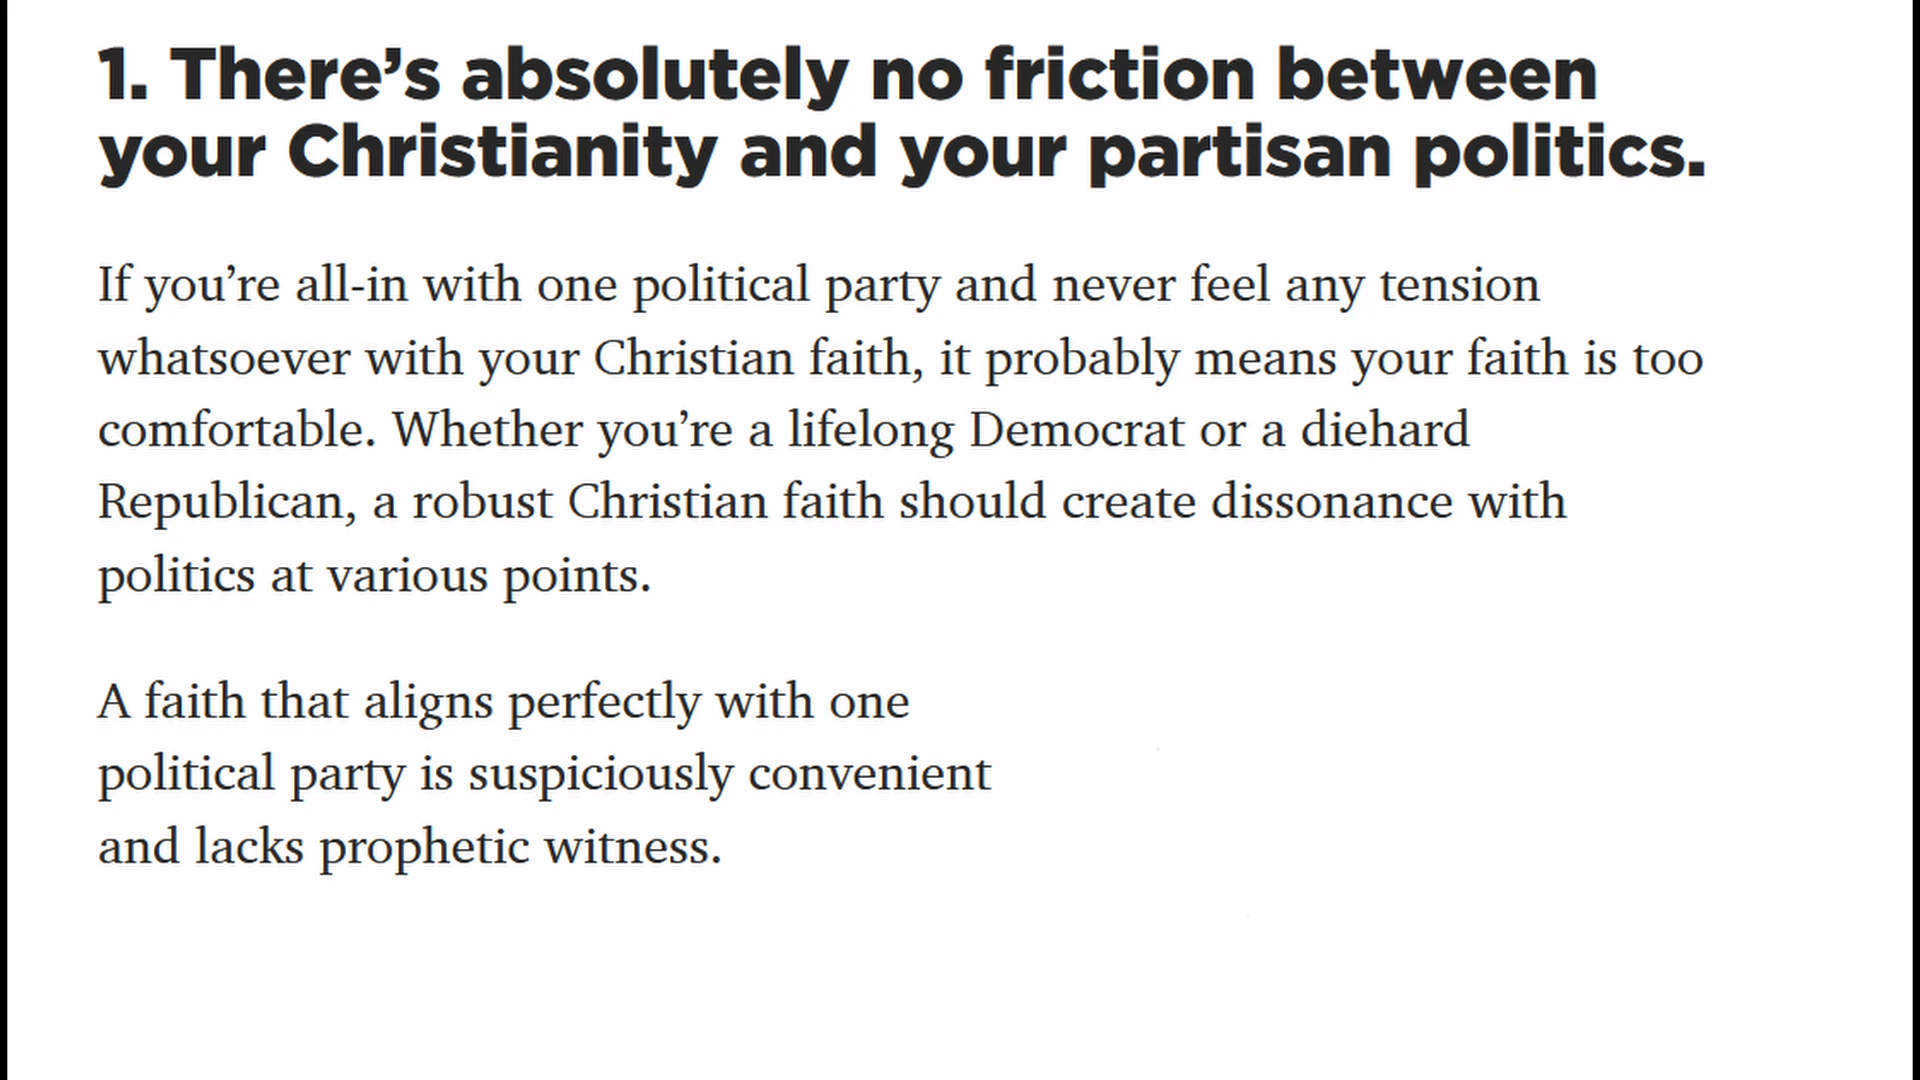 1. There’s absolutely no friction between
your Christianity and your partisan politics.
If you’re all-in with one political party and never feel any tension
whatsoever with your Christian faith, it probably means your faith is too
comfortable. Whether you’re a lifelong Democrat or a diehard
Republican, a robust Christian faith should create dissonance with
politics at various points.
A faith that aligns perfectly with one
political party is suspiciously convenient
and lacks prophetic witness.